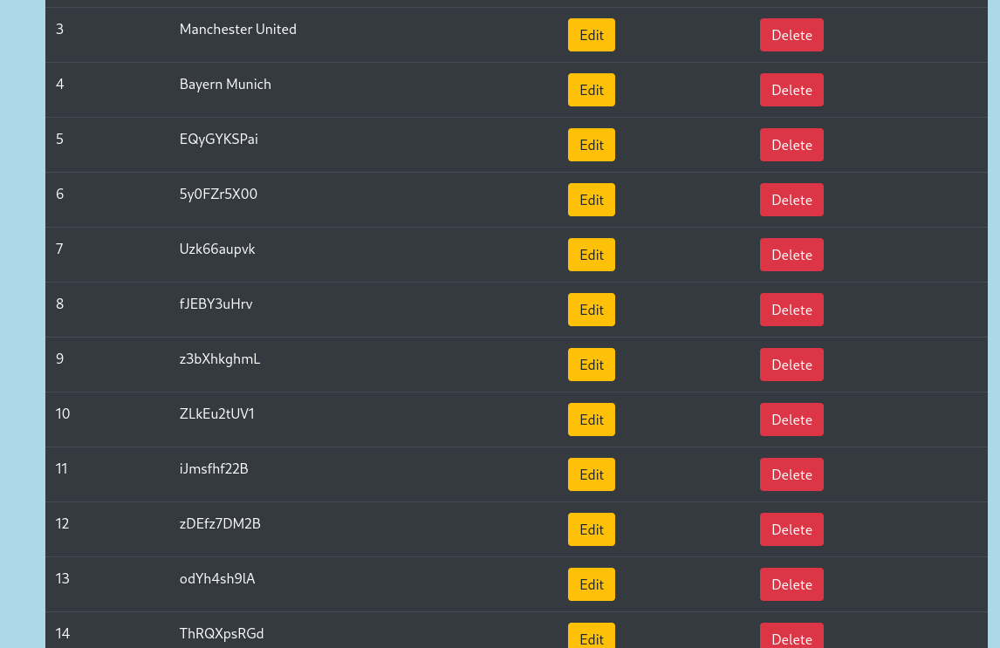 3 Manchester United Edit Delete
4 Bayern Munich Edit Delete
5 EQyGYKSPai Edit Delete
6 5y0FZr5X00 Edit Delete
7 Uzk66aupvk Edit Delete
8 fJEBY3uHrv Edit Delete
9 z3bXhkghmL Edit Delete
10 ZLkEu2tUV1 Edit Delete
11 iJmsfhf22B Edit Delete
12 zDEfz7DM2B Edit Delete
13 odYh4sh9lA Edit Delete
14 ThRQXpsRGd Edit Delete